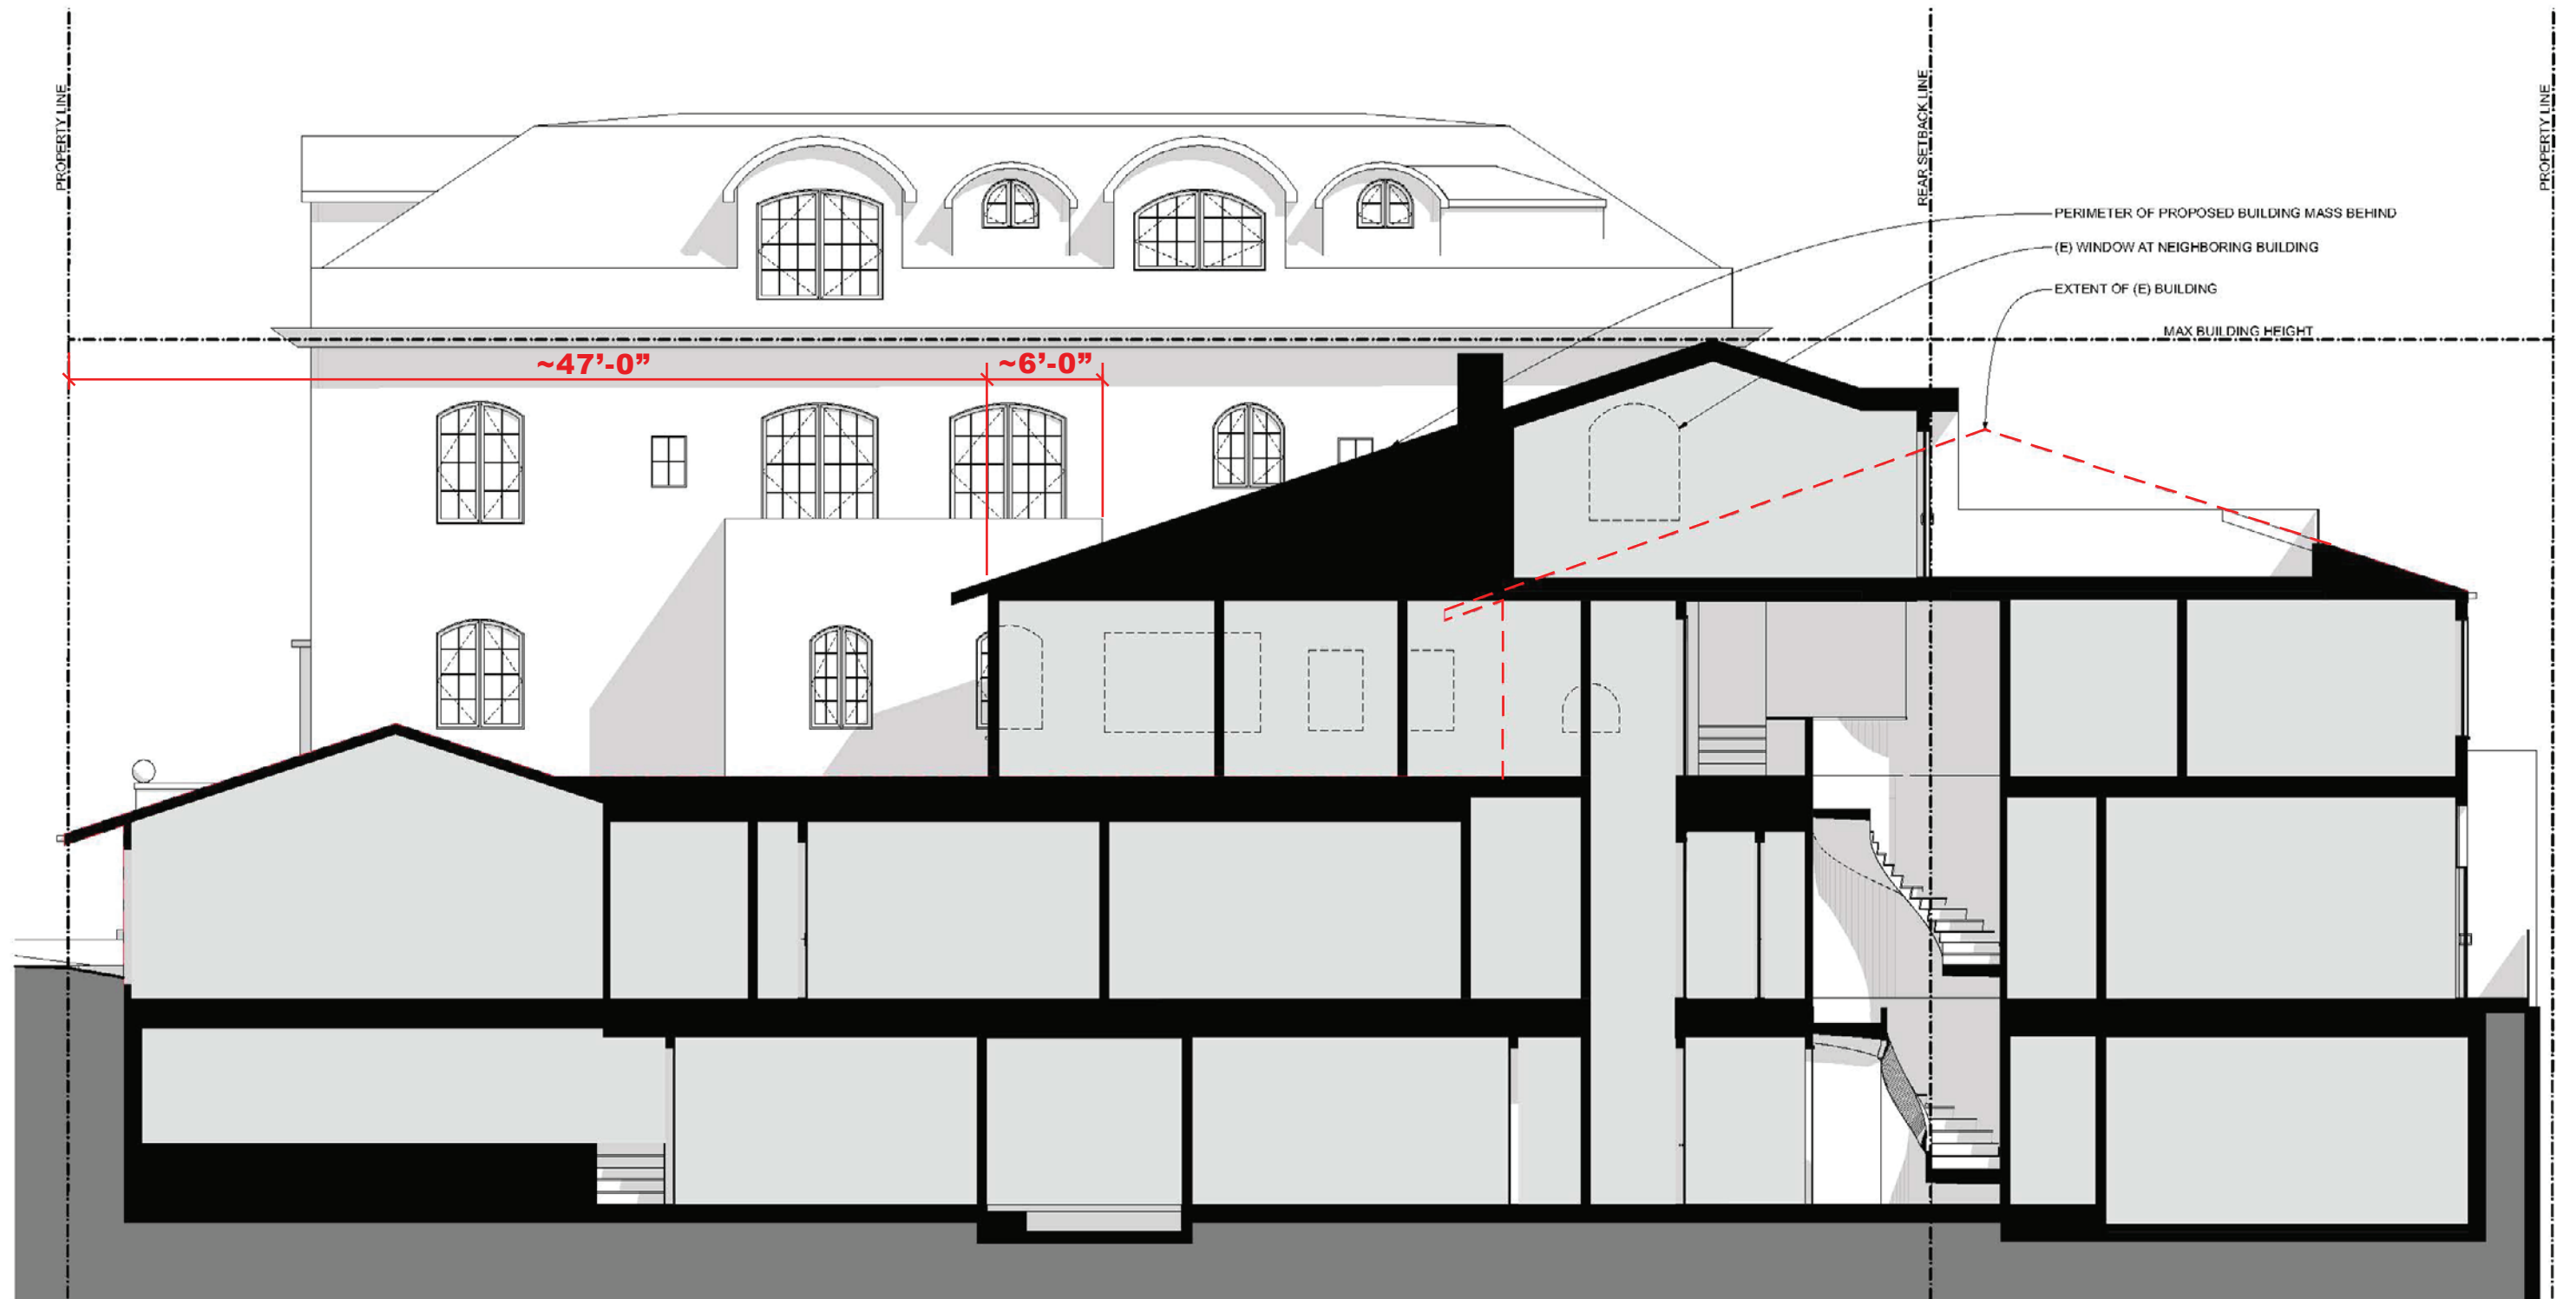 PROPERTY LINE
REAR SETBACK LINE
PROPERTY LINE
PERIMETER OF PROPOSED BUILDING MASS BEHIND
(E) WINDOW AT NEIGHBORING BUILDING
EXTENT OF (E) BUILDING
MAX BUILDING HEIGHT
~47’-0”
~6’-0”